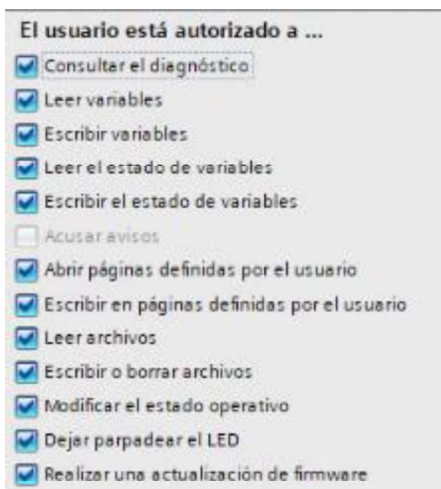 El usuario está autorizado a ...
Consultar el diagnóstico
Leer variables
Escribir variables
Leer el estado de variables
Escribir el estado de variables
Acusar avisos
Abrir páginas definidas por el usuario
Escribir en páginas definidas por el usuario
Leer archivos
Escribir o borrar archivos
Modificar el estado operativo
Dejar parpadear el LED
Realizar una actualización de firmware